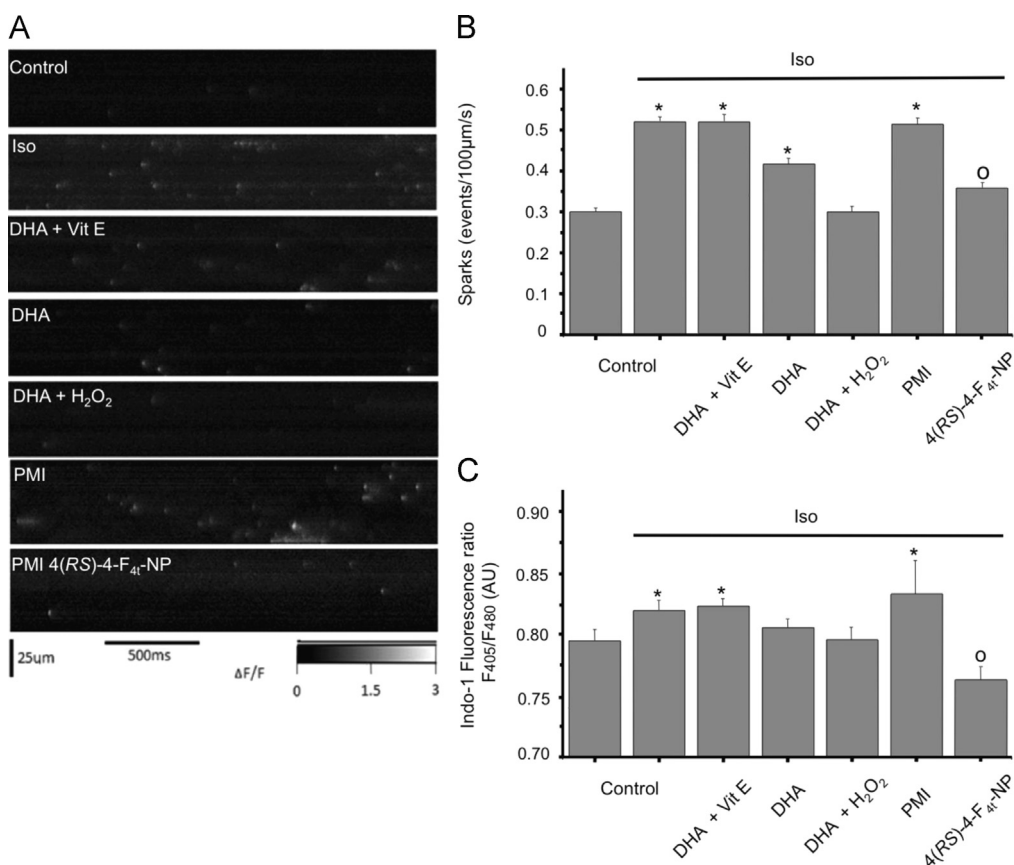 A
Control
Iso
DHA + Vit E
DHA
DHA + H₂O₂
PMI
PMI 4(RS)-4-F₄ₜ-NP
25um
500ms
ΔF/F
0 1.5 3
B
Iso
Sparks (events/100μm/s)
0.6
0.5
0.4
0.3
0.2
0.1
0
* * * * O
Control
DHA + Vit E
DHA
DHA + H₂O₂
PMI
4(RS)-4-F₄ₜ-NP
C
Iso
Indo-1 Fluorescence ratio
F405/F480 (AU)
0.90
0.85
0.80
0.75
0.70
* * * O
Control
DHA + Vit E
DHA
DHA + H₂O₂
PMI
4(RS)-4-F₄ₜ-NP